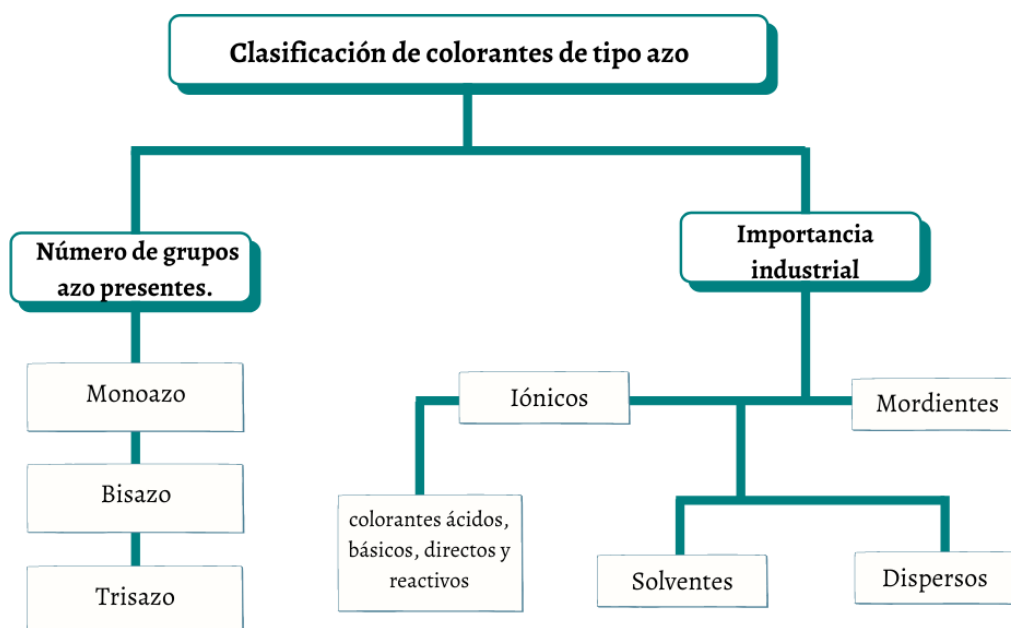 Clasificación de colorantes de tipo azo
Número de grupos
azo presentes.
Importancia
industrial
Monoazo
Bisazo
Trisazo
Iónicos
Mordientes
colorantes ácidos,
básicos, directos y
reactivos
Solventes
Dispersos